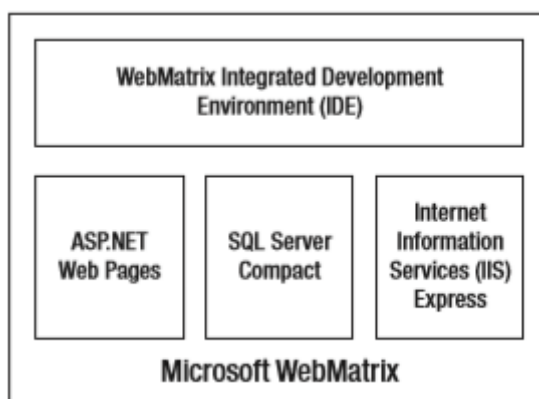 WebMatrix Integrated Development
Environment (IDE)
ASP.NET
Web Pages
SQL Server
Compact
Internet
Information
Services (IIS)
Express
Microsoft WebMatrix